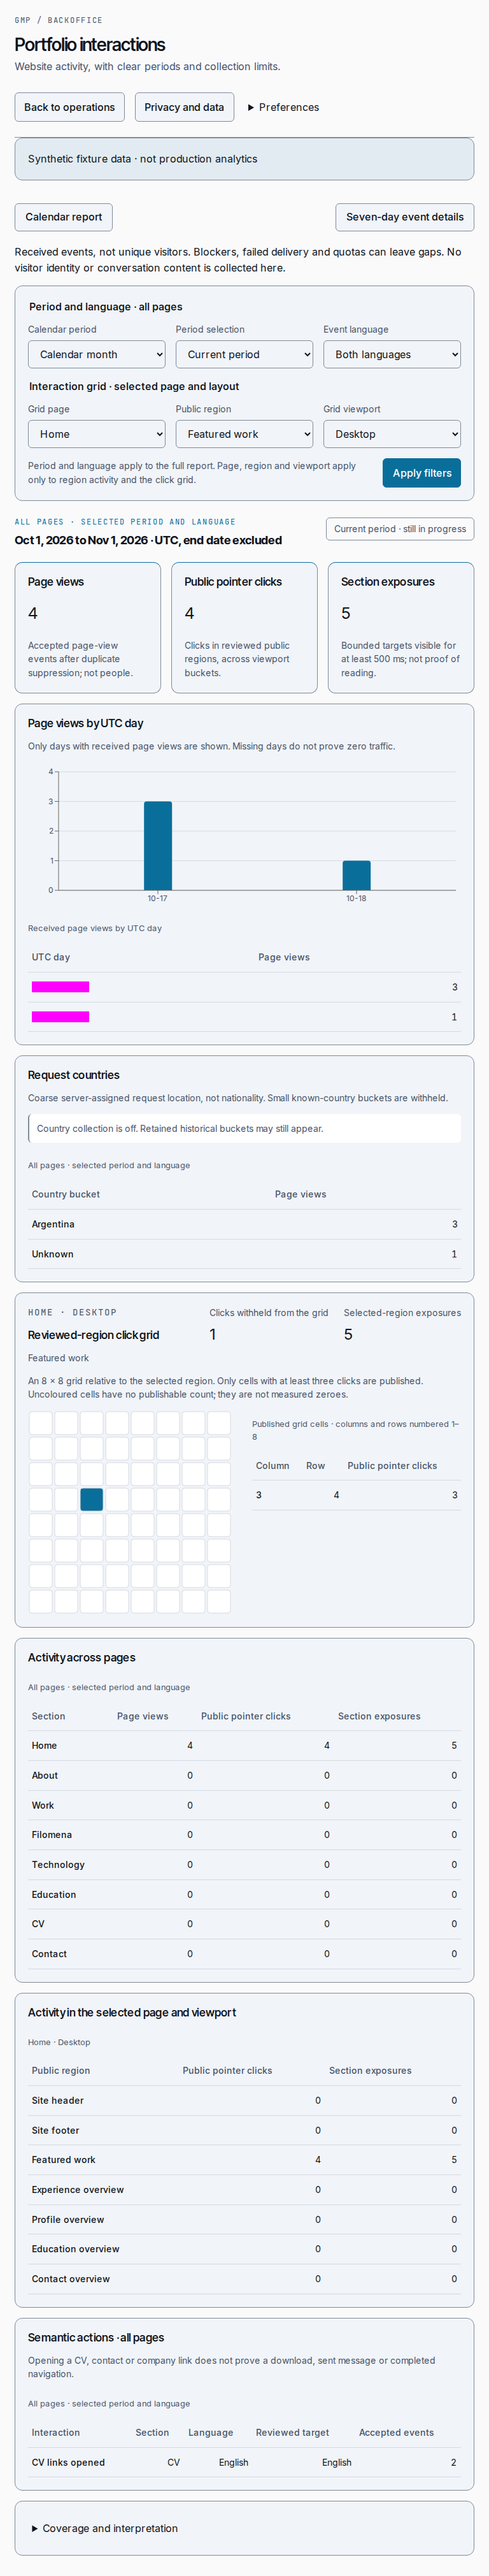 GMP / BACKOFFICE
Portfolio interactions
Website activity, with clear periods and collection limits.
Back to operations
Privacy and data
▶ Preferences
Synthetic fixture data · not production analytics
Calendar report
Seven-day event details
Received events, not unique visitors. Blockers, failed delivery and quotas can leave gaps. No
visitor identity or conversation content is collected here.
Period and language · all pages
Calendar period
Period selection
Event language
Calendar month
Current period
Both languages
Interaction grid · selected page and layout
Grid page
Public region
Grid viewport
Home
Featured work
Desktop
Period and language apply to the full report. Page, region and viewport apply
only to region activity and the click grid.
Apply filters
ALL PAGES · SELECTED PERIOD AND LANGUAGE
Oct 1, 2026 to Nov 1, 2026 · UTC, end date excluded
Current period · still in progress
Page views
4
Accepted page-view
events after duplicate
suppression; not people.
Public pointer clicks
4
Clicks in reviewed public
regions, across viewport
buckets.
Section exposures
5
Bounded targets visible for
at least 500 ms; not proof of
reading.
Page views by UTC day
Only days with received page views are shown. Missing days do not prove zero traffic.
4
3
2
1
0
10-17
10-18
Received page views by UTC day
UTC day Page views
3
1
Request countries
Coarse server-assigned request location, not nationality. Small known-country buckets are withheld.
Country collection is off. Retained historical buckets may still appear.
All pages · selected period and language
Country bucket Page views
Argentina 3
Unknown 1
HOME · DESKTOP
Reviewed-region click grid
Featured work
Clicks withheld from the grid
1
Selected-region exposures
5
An 8 × 8 grid relative to the selected region. Only cells with at least three clicks are published.
Uncoloured cells have no publishable count; they are not measured zeroes.
Published grid cells · columns and rows numbered 1–
8
Column Row Public pointer clicks
3 4 3
Activity across pages
All pages · selected period and language
Section Page views Public pointer clicks Section exposures
Home 4 4 5
About 0 0 0
Work 0 0 0
Filomena 0 0 0
Technology 0 0 0
Education 0 0 0
CV 0 0 0
Contact 0 0 0
Activity in the selected page and viewport
Home · Desktop
Public region Public pointer clicks Section exposures
Site header 0 0
Site footer 0 0
Featured work 4 5
Experience overview 0 0
Profile overview 0 0
Education overview 0 0
Contact overview 0 0
Semantic actions · all pages
Opening a CV, contact or company link does not prove a download, sent message or completed
navigation.
All pages · selected period and language
Interaction Section Language Reviewed target Accepted events
CV links opened CV English English 2
▶ Coverage and interpretation